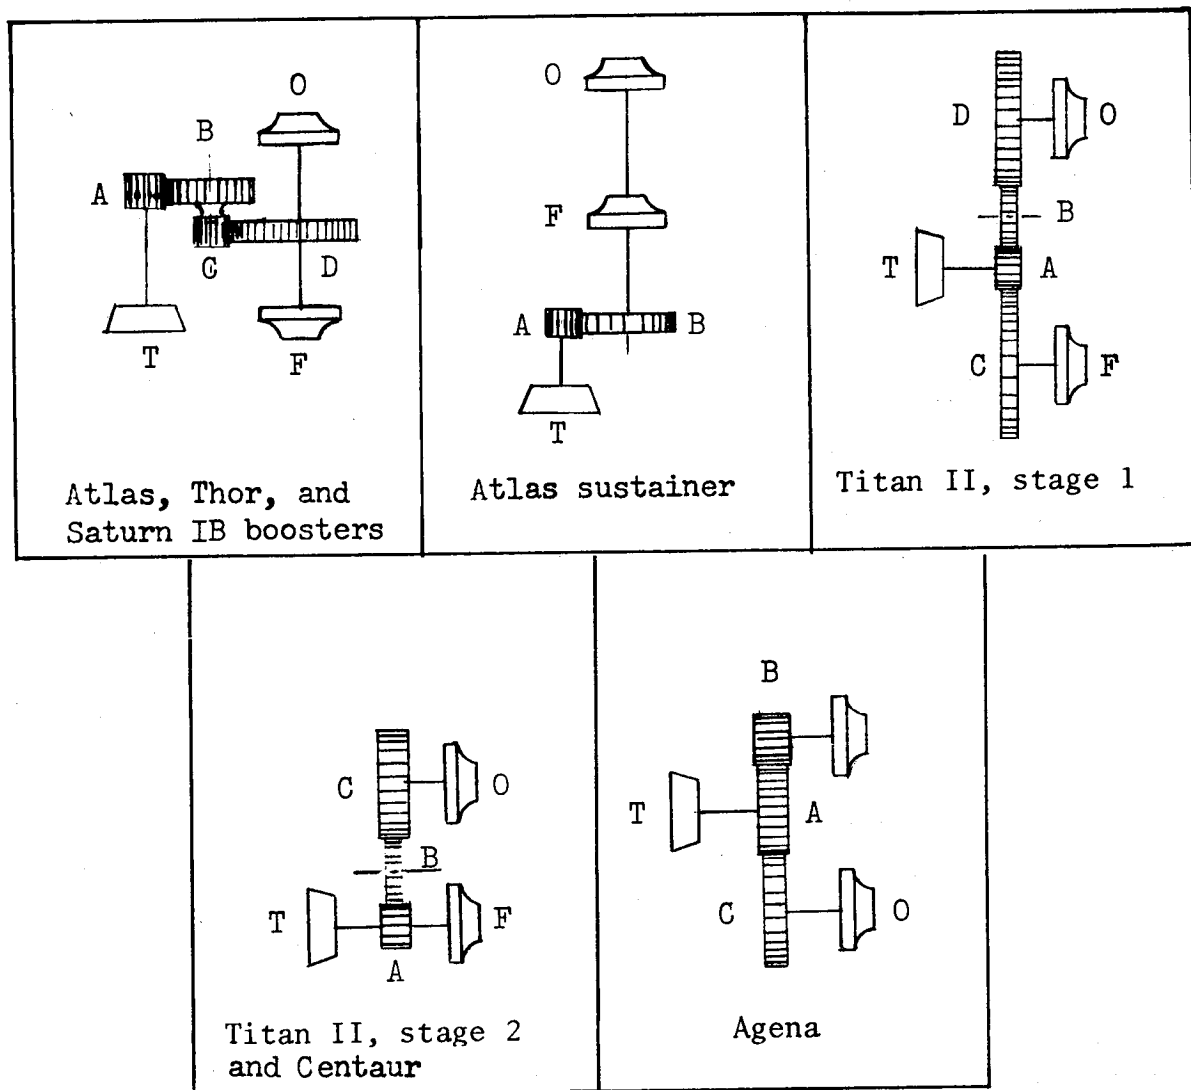 O
B
A
C
D
T
F
Atlas, Thor, and
Saturn IB boosters
O
F
A
B
T
Atlas sustainer
D
O
B
T
A
C
F
Titan II, stage 1
C
O
B
T
F
A
Titan II, stage 2
and Centaur
B
T
A
C
O
Agena